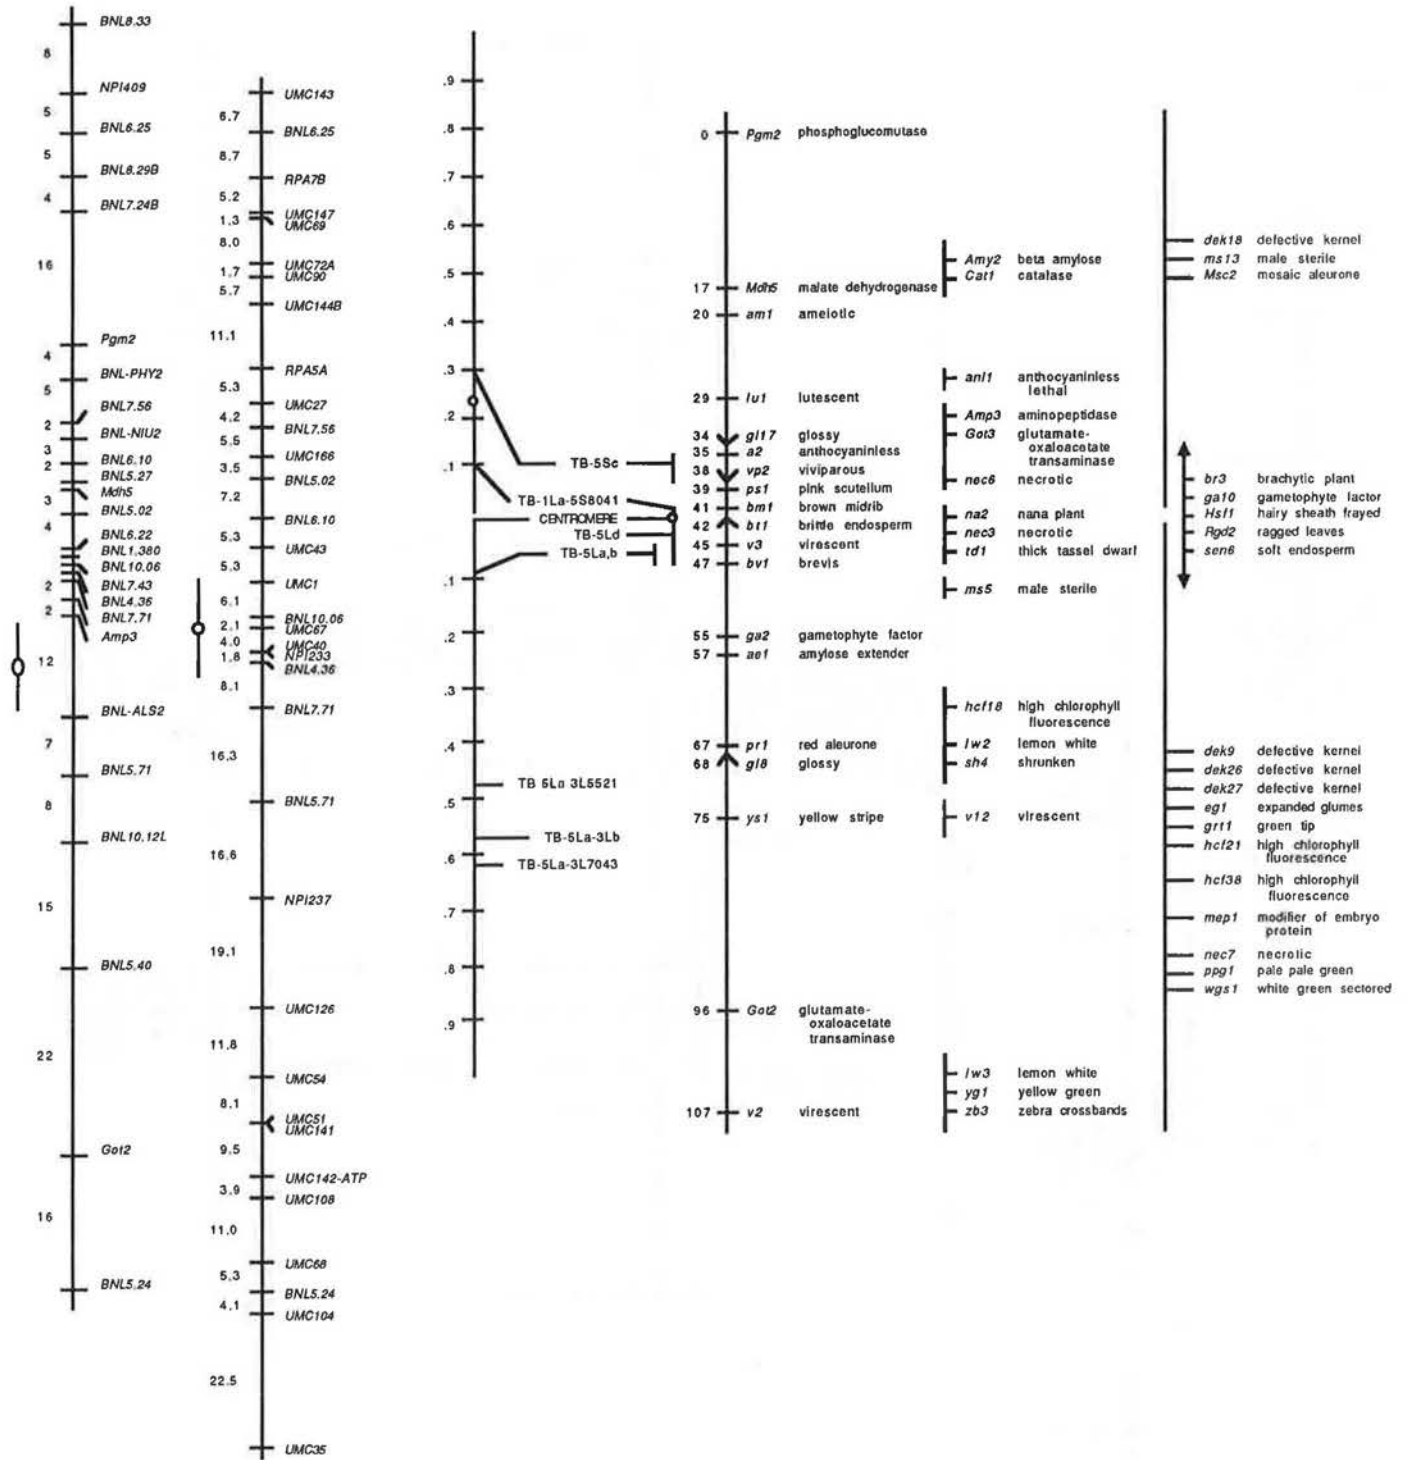 BNL8.33
8
NPI409
5
BNL6.25
5
BNL8.29B
4
BNL7.24B
16
Pgm2
4
BNL-PHY2
5
BNL7.56
2
BNL-NIU2
3
BNL6.10
2
BNL5.27
Mdh5
3
BNL5.02
4
BNL6.22
BNL1.380
BNL10.06
2
BNL7.43
BNL4.36
2
BNL7.71
Amp3
12
BNL-ALS2
7
BNL5.71
8
BNL10.12L
15
BNL5.40
22
Got2
16
BNL5.24
UMC143
6.7
BNL6.25
8.7
RPA7B
5.2
UMC147
1.3
UMC69
8.0
UMC72A
1.7
UMC90
5.7
UMC144B
11.1
RPA5A
5.3
UMC27
4.2
BNL7.56
5.5
UMC166
3.5
BNL5.02
7.2
BNL6.10
5.3
UMC43
5.3
UMC1
6.1
BNL10.06
2.1
UMC67
4.0
UMC40
1.8
NPI233
BNL4.36
8.1
BNL7.71
16.3
BNL5.71
16.6
NPI237
19.1
UMC126
11.8
UMC54
8.1
UMC51
UMC141
9.5
UMC142-ATP
3.9
UMC108
11.0
UMC68
5.3
BNL5.24
4.1
UMC104
22.5
UMC35
.9
.8
.7
.6
.5
.4
.3
.2
.1
TB-5Sc
TB-1La-5S8041
CENTROMERE
TB-5Ld
TB-5La,b
.1
.2
.3
.4
TB-5La-3L5521
.5
TB-5La-3Lb
.6
TB-5La-3L7043
.7
.8
.9
0 Pgm2 phosphoglucomutase
17 Mdh5 malate dehydrogenase
20 am1 ameiotic
29 lu1 lutescent
34 gl17 glossy
35 a2 anthocyaninless
38 vp2 viviparous
39 ps1 pink scutellum
41 bm1 brown midrib
42 bt1 brittle endosperm
45 v3 virescent
47 bv1 brevis
55 ga2 gametophyte factor
57 ae1 amylose extender
67 pr1 red aleurone
68 gl8 glossy
75 ys1 yellow stripe
96 Got2 glutamate-
oxaloacetate
transaminase
107 v2 virescent
Amy2 beta amylose
Cat1 catalase
anl1 anthocyaninless
lethal
Amp3 aminopeptidase
Got3 glutamate-
oxaloacetate
transaminase
nec6 necrotic
na2 nana plant
nec3 necrotic
td1 thick tassel dwarf
ms5 male sterile
hcf18 high chlorophyll
fluorescence
lw2 lemon white
sh4 shrunken
v12 virescent
lw3 lemon white
yg1 yellow green
zb3 zebra crossbands
dek18 defective kernel
ms13 male sterile
Msc2 mosaic aleurone
br3 brachytic plant
ga10 gametophyte factor
Hsf1 hairy sheath frayed
Rgd2 ragged leaves
sen6 soft endosperm
dek9 defective kernel
dek26 defective kernel
dek27 defective kernel
eg1 expanded glumes
grt1 green tip
hcf21 high chlorophyll
fluorescence
hcf38 high chlorophyll
fluorescence
mep1 modifier of embryo
protein
nec7 necrotic
ppg1 pale pale green
wgs1 white green sectored